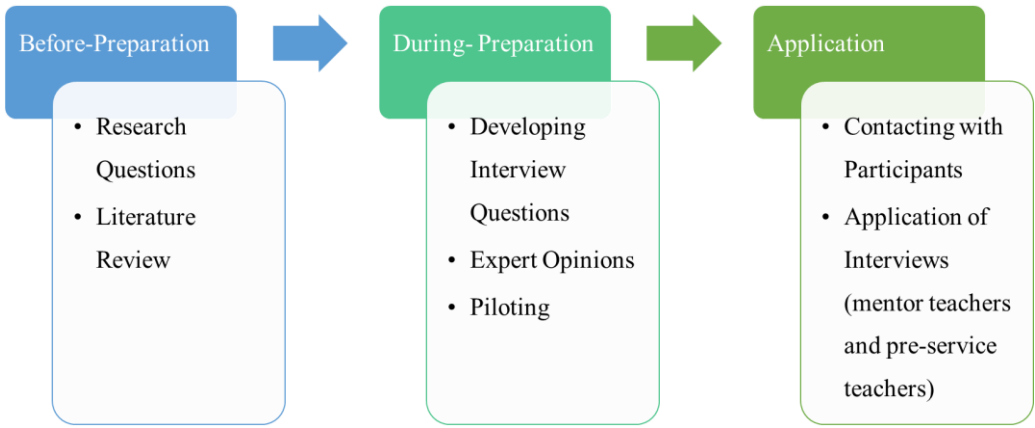 Before-Preparation
• Research
Questions
• Literature
Review
During- Preparation
• Developing
Interview
Questions
• Expert Opinions
• Piloting
Application
• Contacting with
Participants
• Application of
Interviews
(mentor teachers
and pre-service
teachers)